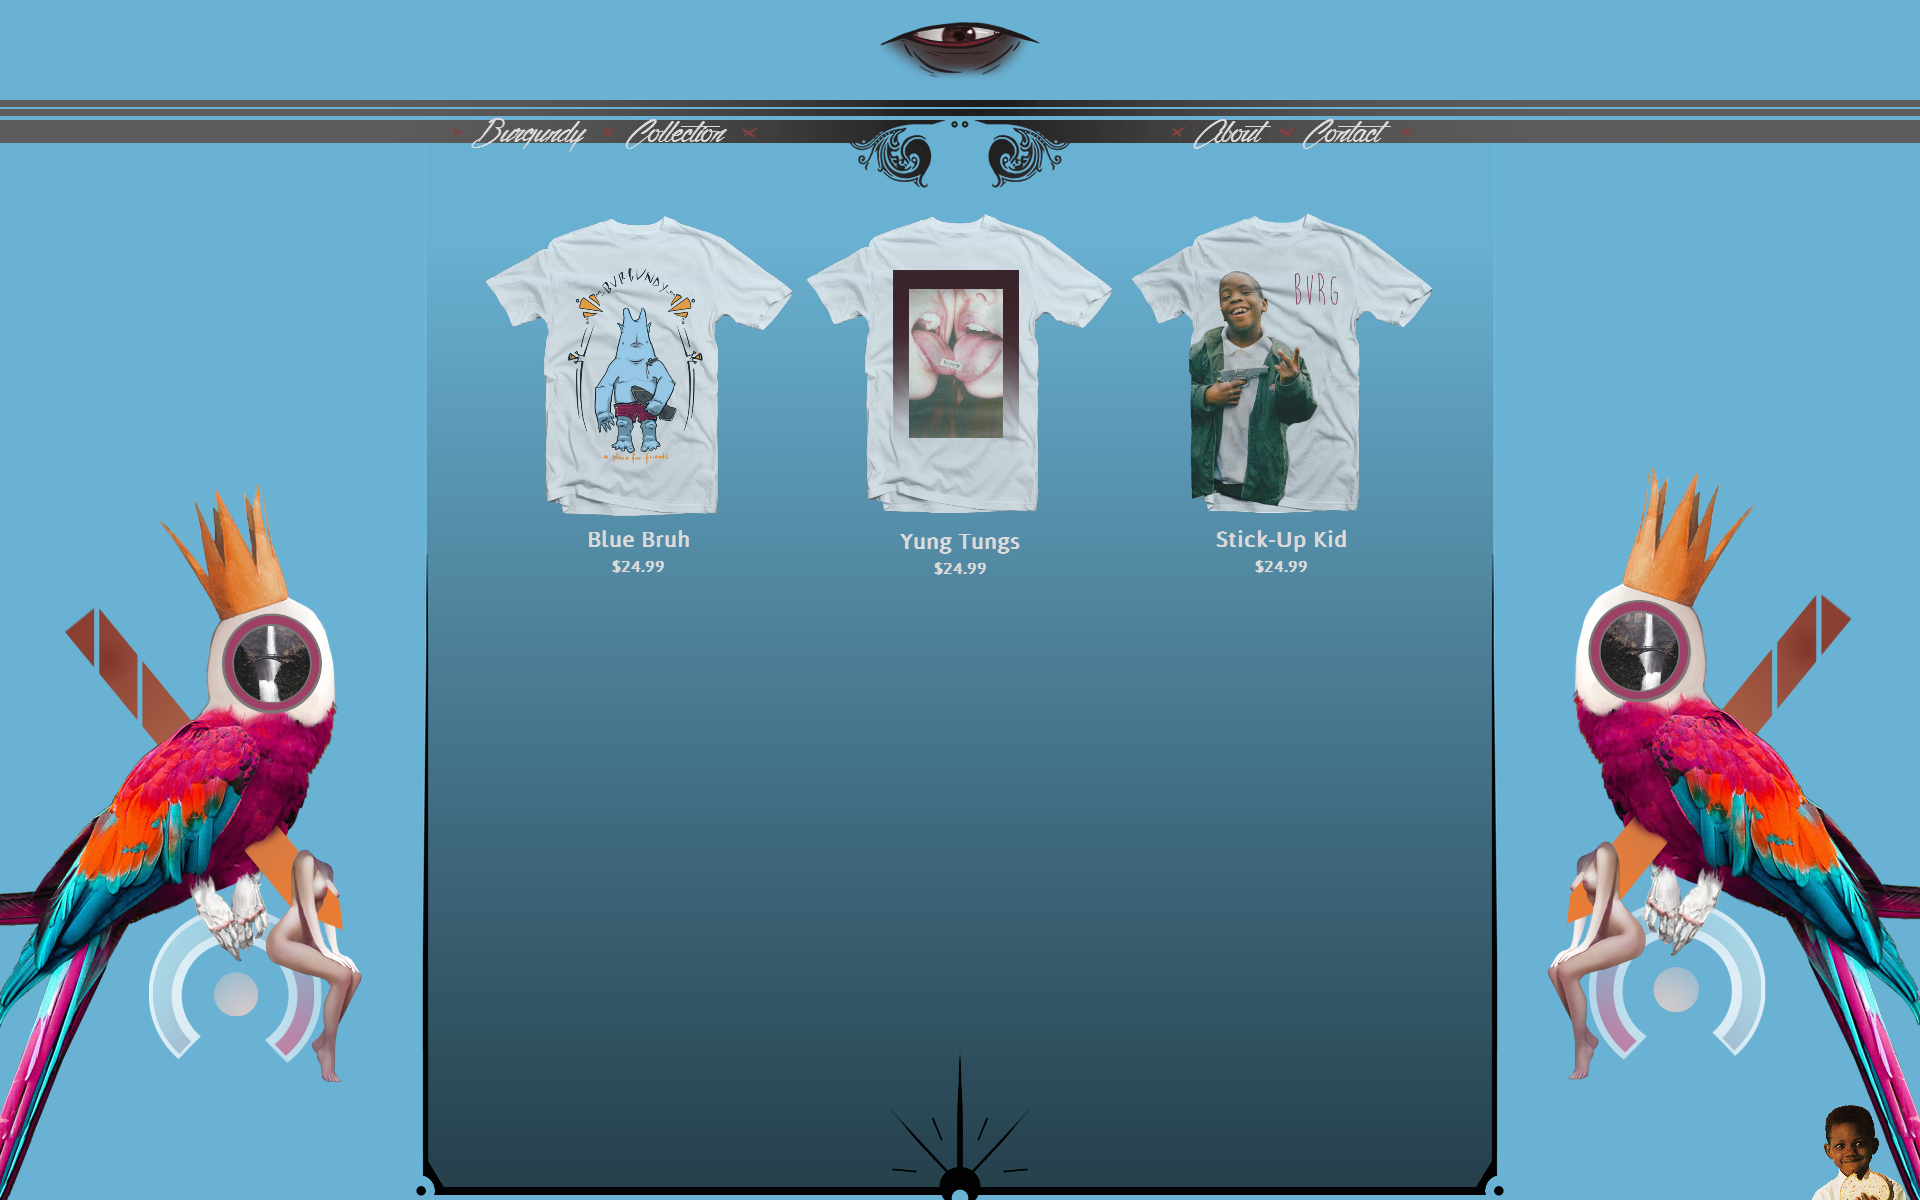 Burgundy Collection About Contact
BVRGVNDY
a place for friends
BVRG
Blue Bruh
$24.99
Yung Tungs
$24.99
Stick-Up Kid
$24.99